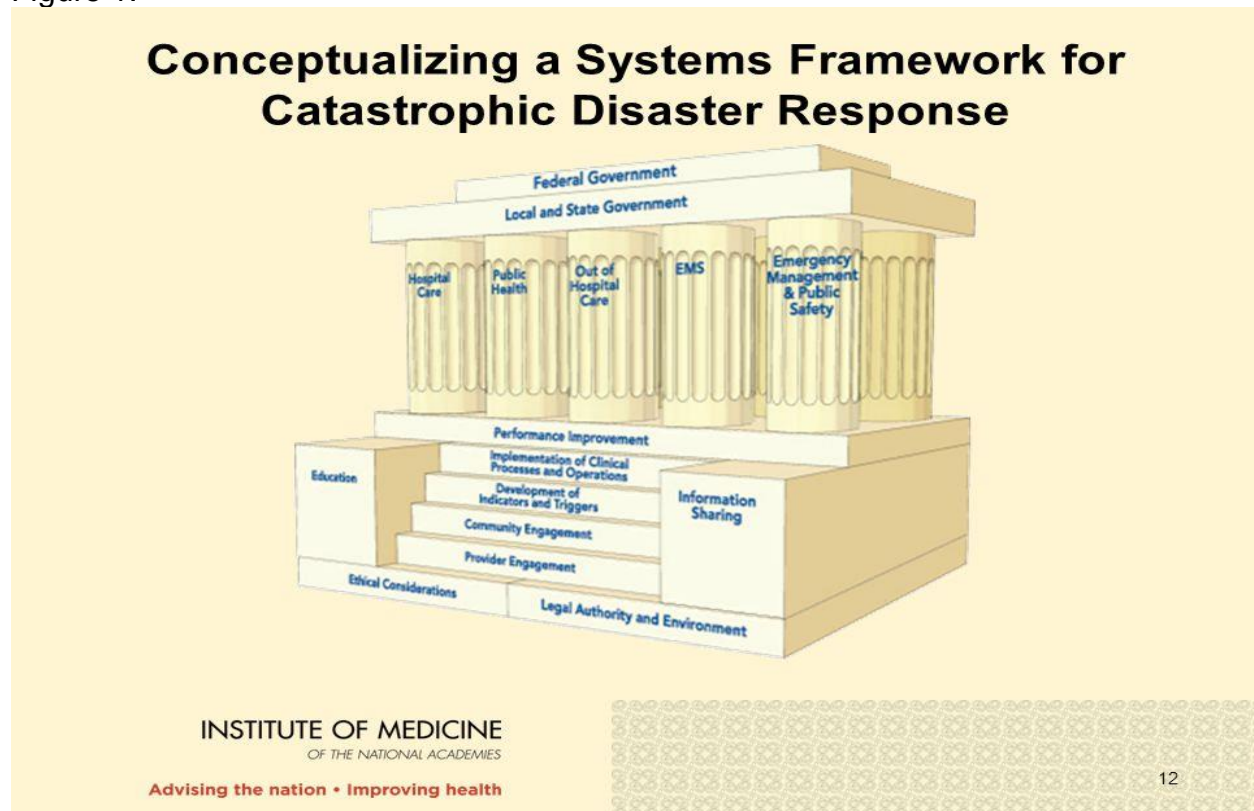 Conceptualizing a Systems Framework for
Catastrophic Disaster Response
Federal Government
Local and State Government
Hospital
Care
Public
Health
Out of
Hospital
Care
EMS
Emergency
Management
& Public
Safety
Performance Improvement
Implementation of Clinical
Processes and Operations
Education
Development of
Indicators and Triggers
Information
Sharing
Community Engagement
Provider Engagement
Ethical Considerations
Legal Authority and Environment
INSTITUTE OF MEDICINE
OF THE NATIONAL ACADEMIES
Advising the nation • Improving health
12